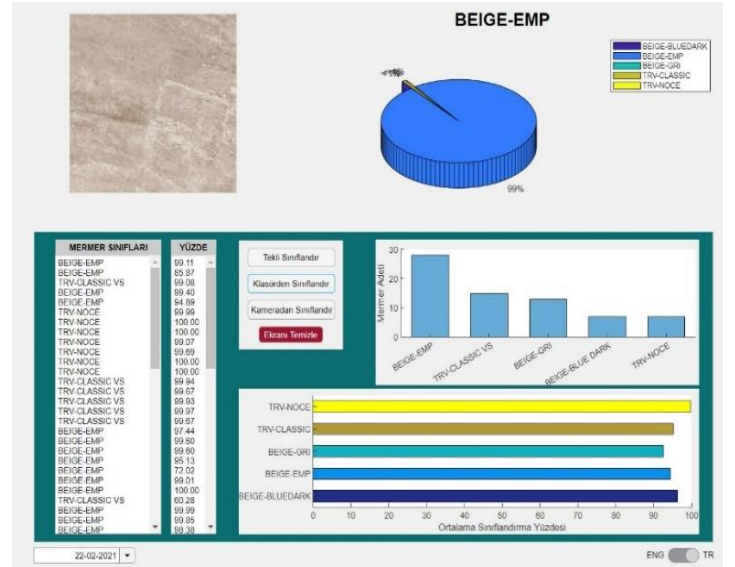 BEIGE-EMP
BEIGE-BLUEDARK
BEIGE-EMP
BEIGE-GRI
TRV-CLASSIC
TRV-NOCE
99%
MERMER SINIFLARI YÜZDE
BEIGE-EMP 99.11
BEIGE-EMP 85.87
TRV-CLASSIC VS 99.08
BEIGE-EMP 99.40
BEIGE-EMP 94.89
TRV-NOCE 99.99
TRV-NOCE 100.00
TRV-NOCE 100.00
TRV-NOCE 99.07
TRV-NOCE 99.69
TRV-NOCE 100.00
TRV-NOCE 100.00
TRV-CLASSIC VS 99.94
TRV-CLASSIC VS 99.67
TRV-CLASSIC VS 99.93
TRV-CLASSIC VS 99.97
TRV-CLASSIC VS 99.67
BEIGE-EMP 97.44
BEIGE-EMP 99.60
BEIGE-EMP 99.60
BEIGE-EMP 95.13
BEIGE-EMP 72.02
BEIGE-EMP 99.01
BEIGE-EMP 100.00
TRV-CLASSIC VS 60.28
BEIGE-EMP 99.99
BEIGE-EMP 99.85
BEIGE-EMP 98.38
Tekli Sınıflandır
Klasörden Sınıflandır
Kameradan Sınıflandır
Ekranı Temizle
Mermer Adeti
30
20
10
0
BEIGE-EMP
TRV-CLASSIC VS
BEIGE-GRI
BEIGE-BLUE DARK
TRV-NOCE
TRV-NOCE
TRV-CLASSIC
BEIGE-GRI
BEIGE-EMP
BEIGE-BLUEDARK
0 10 20 30 40 50 60 70 80 90 100
Ortalama Sınıflandırma Yüzdesi
22-02-2021
ENG TR